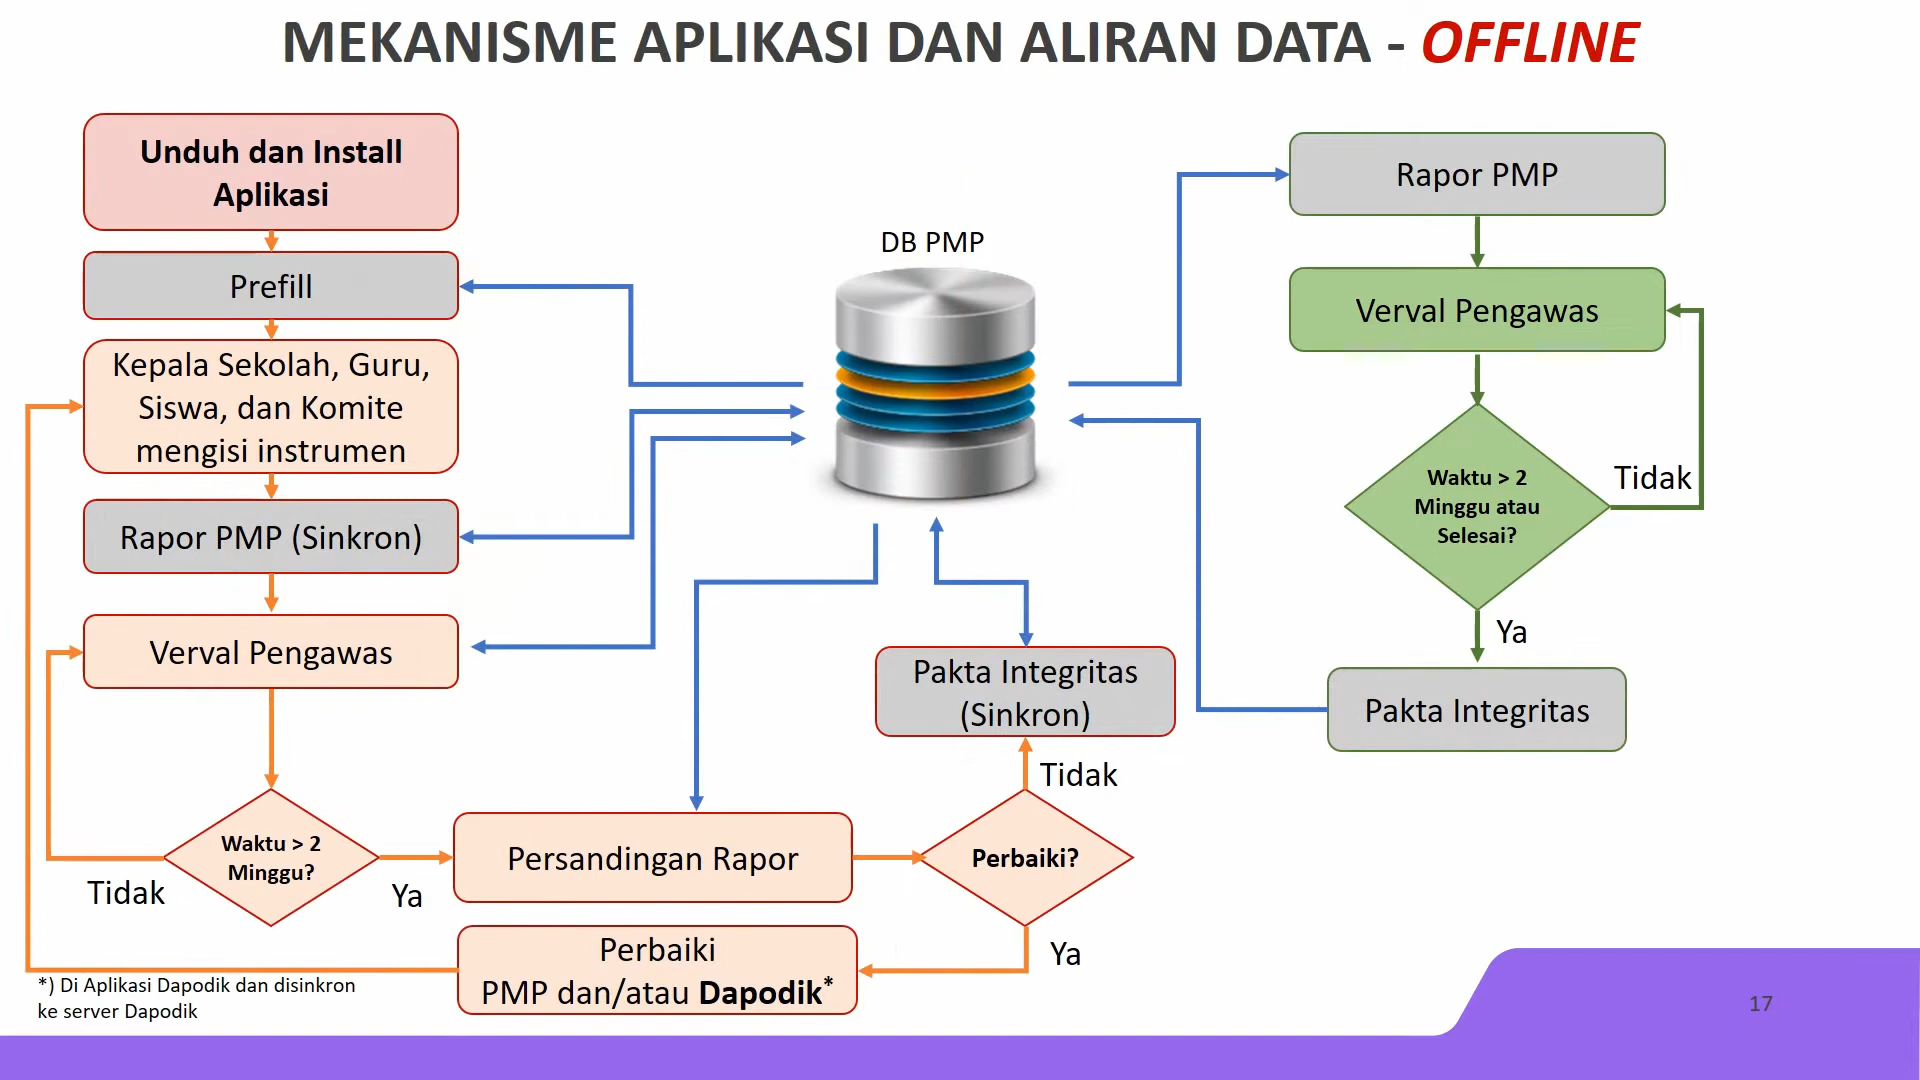 MEKANISME APLIKASI DAN ALIRAN DATA - OFFLINE
Unduh dan Install
Aplikasi
Prefill
Kepala Sekolah, Guru,
Siswa, dan Komite
mengisi instrumen
Rapor PMP (Sinkron)
Verval Pengawas
Waktu > 2
Minggu?
Tidak
Ya
Persandingan Rapor
Perbaiki?
Tidak
Ya
Pakta Integritas
(Sinkron)
Perbaiki
PMP dan/atau Dapodik*
*) Di Aplikasi Dapodik dan disinkron
ke server Dapodik
DB PMP
Rapor PMP
Verval Pengawas
Waktu > 2
Minggu atau
Selesai?
Tidak
Ya
Pakta Integritas
17